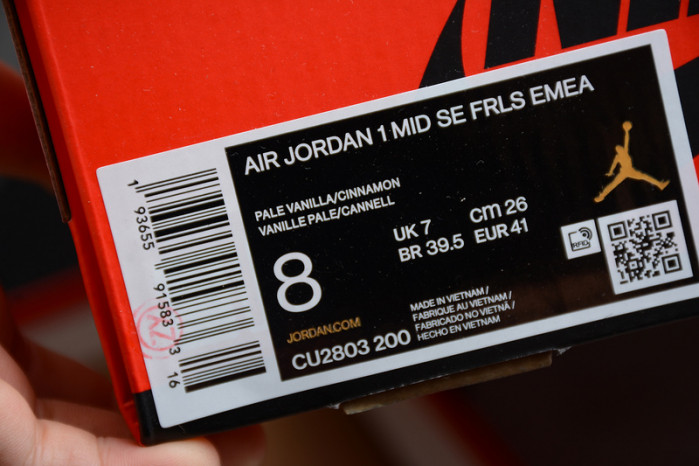 AIR JORDAN 1 MID SE FRLS EMEA
PALE VANILLA/CINNAMON
VANILLE PALE/CANNELL
UK 7 cm 26
BR 39.5 EUR 41
8
RFID
JORDAN.COM
CU2803 200
MADE IN VIETNAM /
FABRIQUE AU VIETNAM /
FABRICADO NO VIETNÃ /
HECHO EN VIETNAM
1 93655 91583 3 16